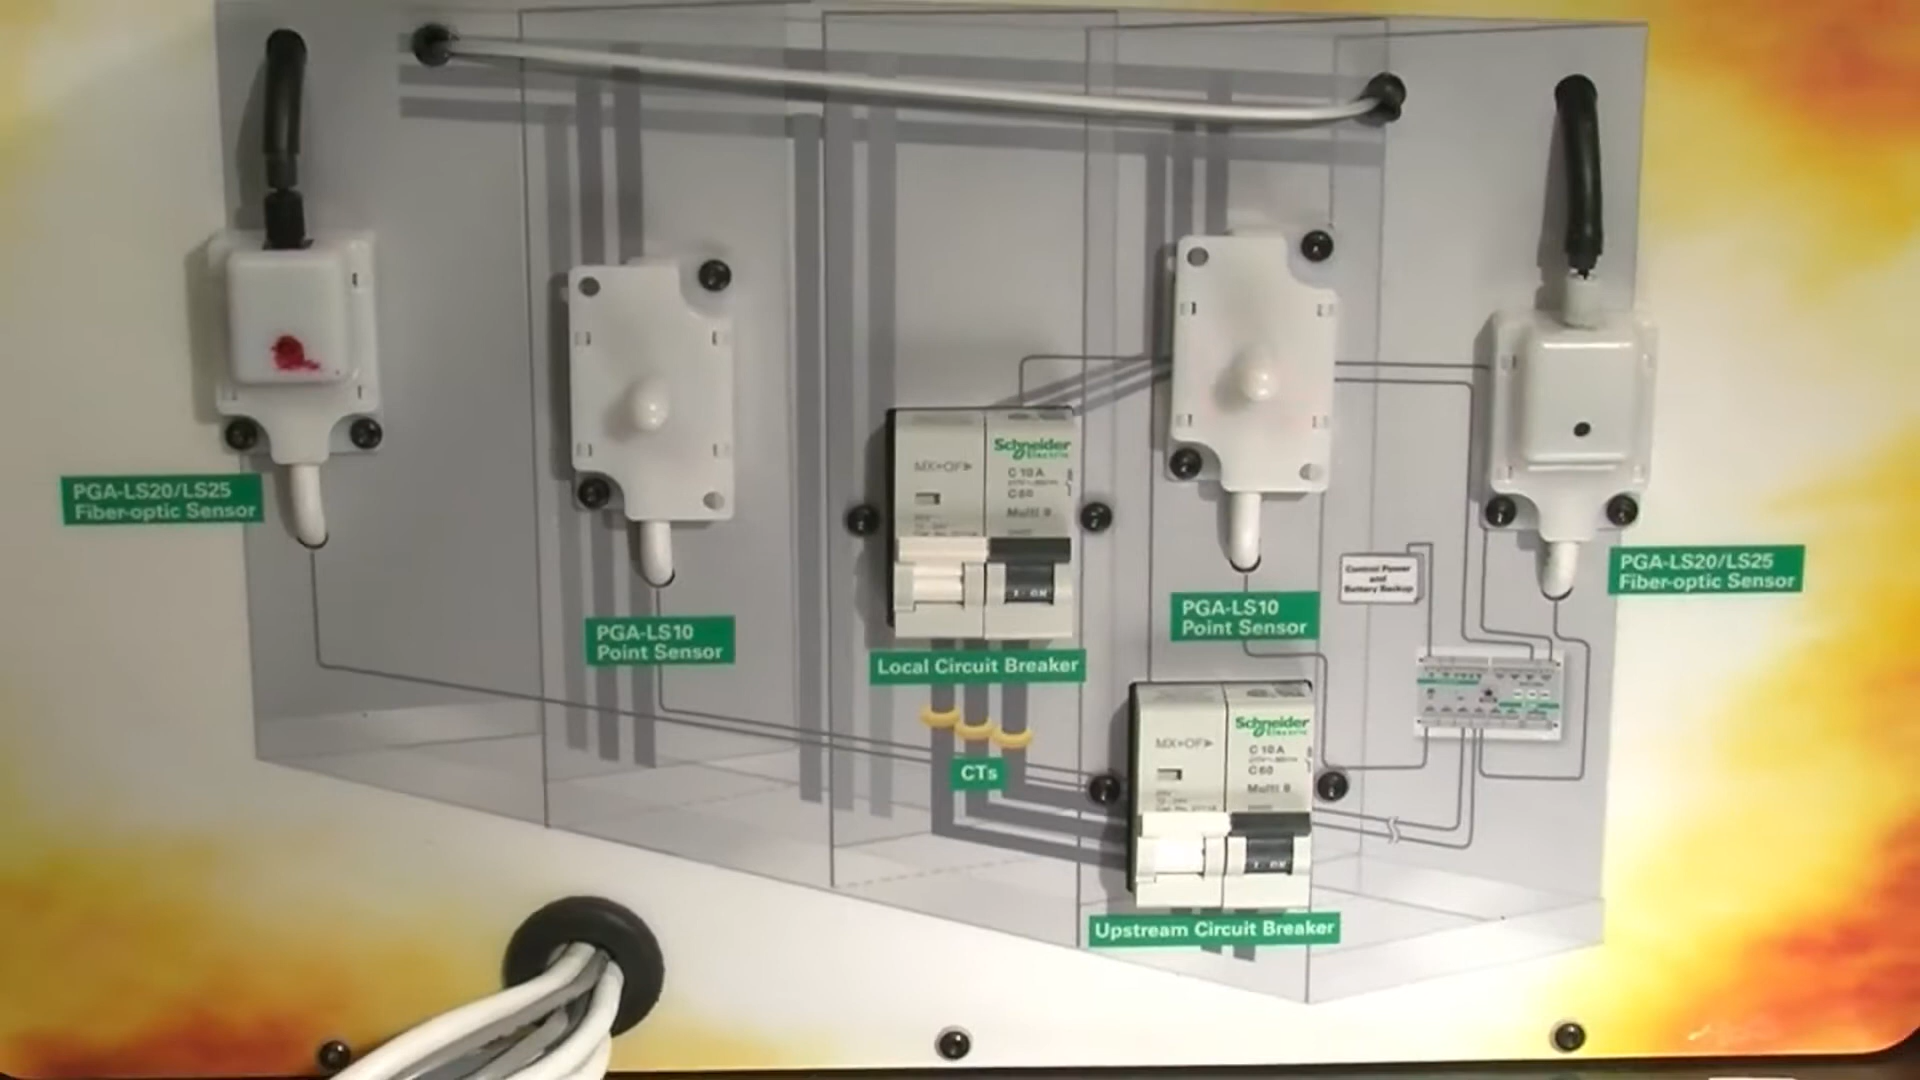 PGA-LS20/LS25
Fiber-optic Sensor
PGA-LS10
Point Sensor
MX+OF
Schneider
Electric
C 10 A
C60
Multi 9
I - ON
Local Circuit Breaker
CTs
PGA-LS10
Point Sensor
Control Power
and
Battery Backup
PGA-LS20/LS25
Fiber-optic Sensor
MX+OF
Schneider
Electric
C 10 A
C60
Multi 9
I - ON
Upstream Circuit Breaker